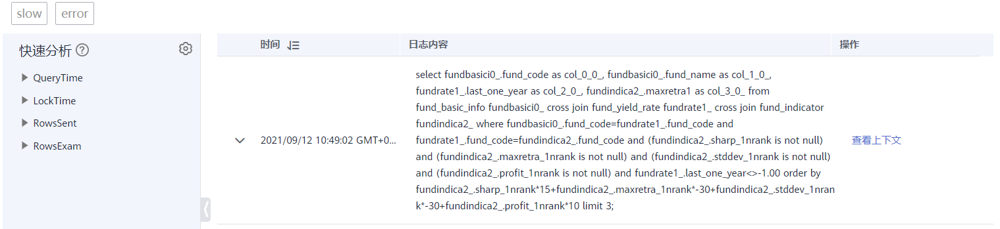 slow
error
快速分析
QueryTime
LockTime
RowsSent
RowsExam
时间
日志内容
操作
2021/09/12 10:49:02 GMT+0...
select fundbasici0_.fund_code as col_0_0_, fundbasici0_.fund_name as col_1_0_,
fundrate1_.last_one_year as col_2_0_, fundindica2_.maxretra1 as col_3_0_ from
fund_basic_info fundbasici0_ cross join fund_yield_rate fundrate1_ cross join fund_indicator
fundindica2_ where fundbasici0_.fund_code=fundrate1_.fund_code and
fundrate1_.fund_code=fundindica2_.fund_code and (fundindica2_.sharp_1nrank is not null)
and (fundindica2_.maxretra_1nrank is not null) and (fundindica2_.stddev_1nrank is not null)
and (fundindica2_.profit_1nrank is not null) and fundrate1_.last_one_year<>-1.00 order by
fundindica2_.sharp_1nrank*15+fundindica2_.maxretra_1nrank*-30+fundindica2_.stddev_1nran
k*-30+fundindica2_.profit_1nrank*10 limit 3;
查看上下文